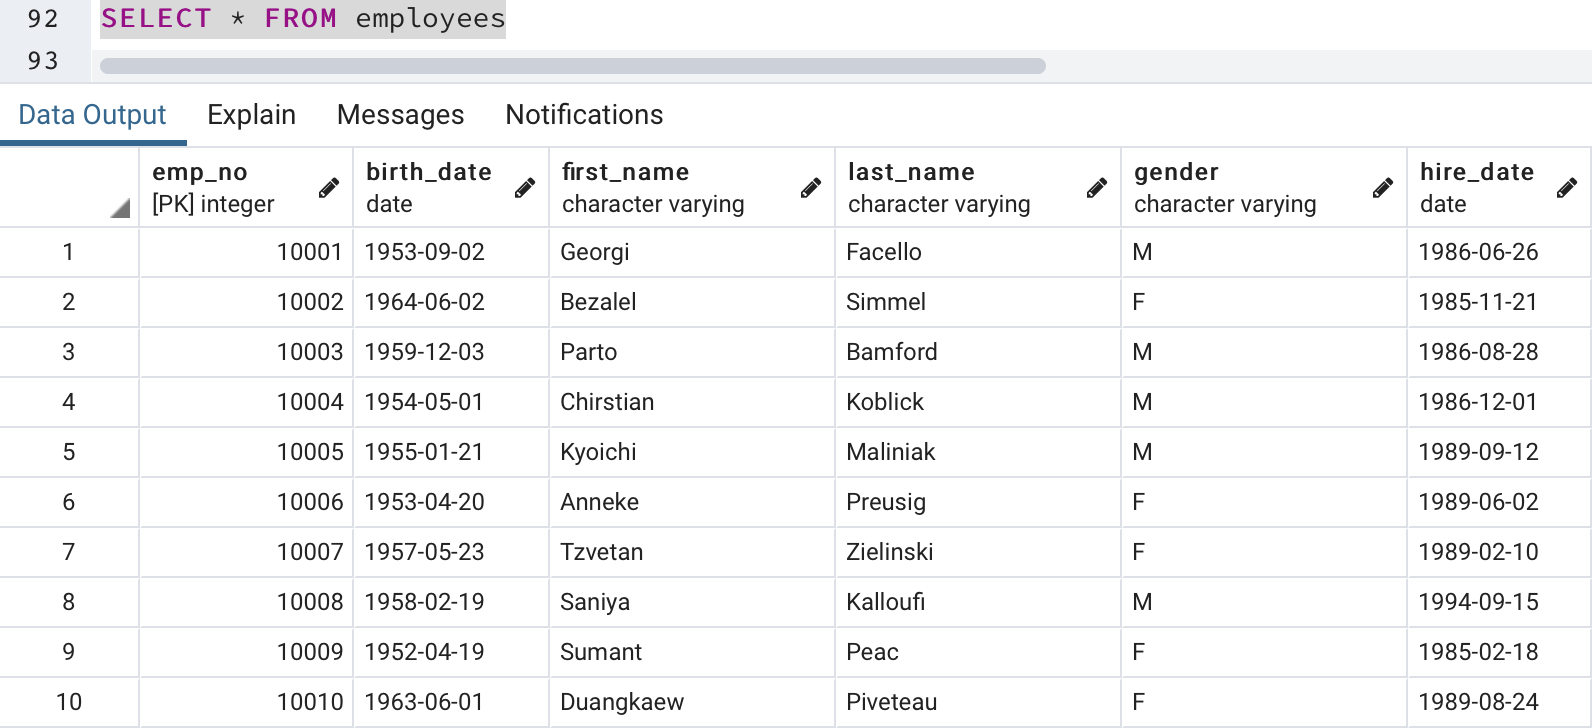 92 SELECT * FROM employees
93
Data Output Explain Messages Notifications
emp_no birth_date first_name last_name gender hire_date
[PK] integer date character varying character varying character varying date
1 10001 1953-09-02 Georgi Facello M 1986-06-26
2 10002 1964-06-02 Bezalel Simmel F 1985-11-21
3 10003 1959-12-03 Parto Bamford M 1986-08-28
4 10004 1954-05-01 Chirstian Koblick M 1986-12-01
5 10005 1955-01-21 Kyoichi Maliniak M 1989-09-12
6 10006 1953-04-20 Anneke Preusig F 1989-06-02
7 10007 1957-05-23 Tzvetan Zielinski F 1989-02-10
8 10008 1958-02-19 Saniya Kalloufi M 1994-09-15
9 10009 1952-04-19 Sumant Peac F 1985-02-18
10 10010 1963-06-01 Duangkaew Piveteau F 1989-08-24